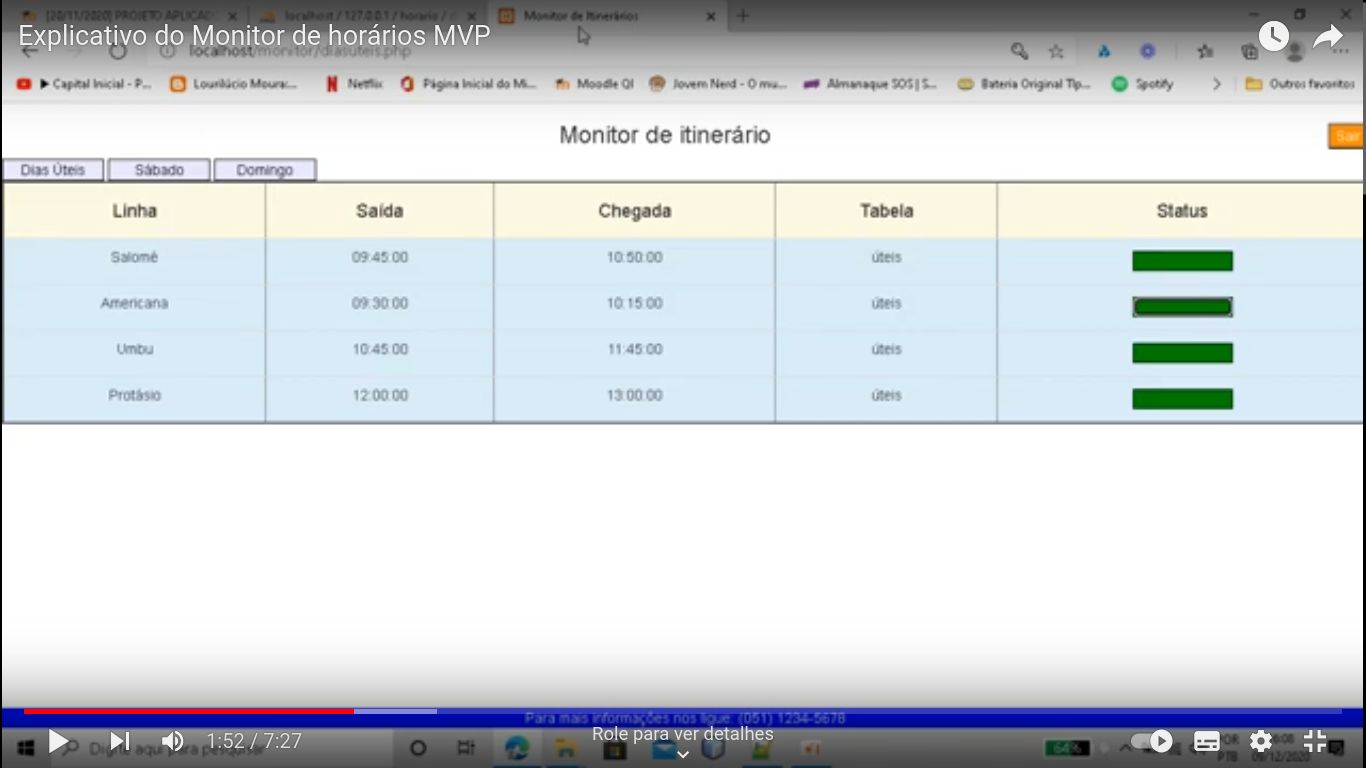 [20/11/2020] PROJETO APLICAD
localhost / 127.0.0.1 / horario /
Monitor de Itinerários
Explicativo do Monitor de horários MVP
localhost/monitor/diasuteis.php
Capital Inicial - P...
Lourilúcio Moura:...
Netflix
Página Inicial do Mi...
Moodle QI
Jovem Nerd - O mu...
Almanaque SOS | S...
Bateria Original Tip...
Spotify
Outros favoritos
Monitor de itinerário
Sair
Dias Úteis Sábado Domingo
Linha Saída Chegada Tabela Status
Salomé 09:45:00 10:50:00 úteis
Americana 09:30:00 10:15:00 úteis
Umbu 10:45:00 11:45:00 úteis
Protásio 12:00:00 13:00:00 úteis
Para mais informações nos ligue: (051) 1234-5678
Role para ver detalhes
1:52 / 7:27
Digite aqui para pesquisar
64%
POR
PTB
09/12/2020